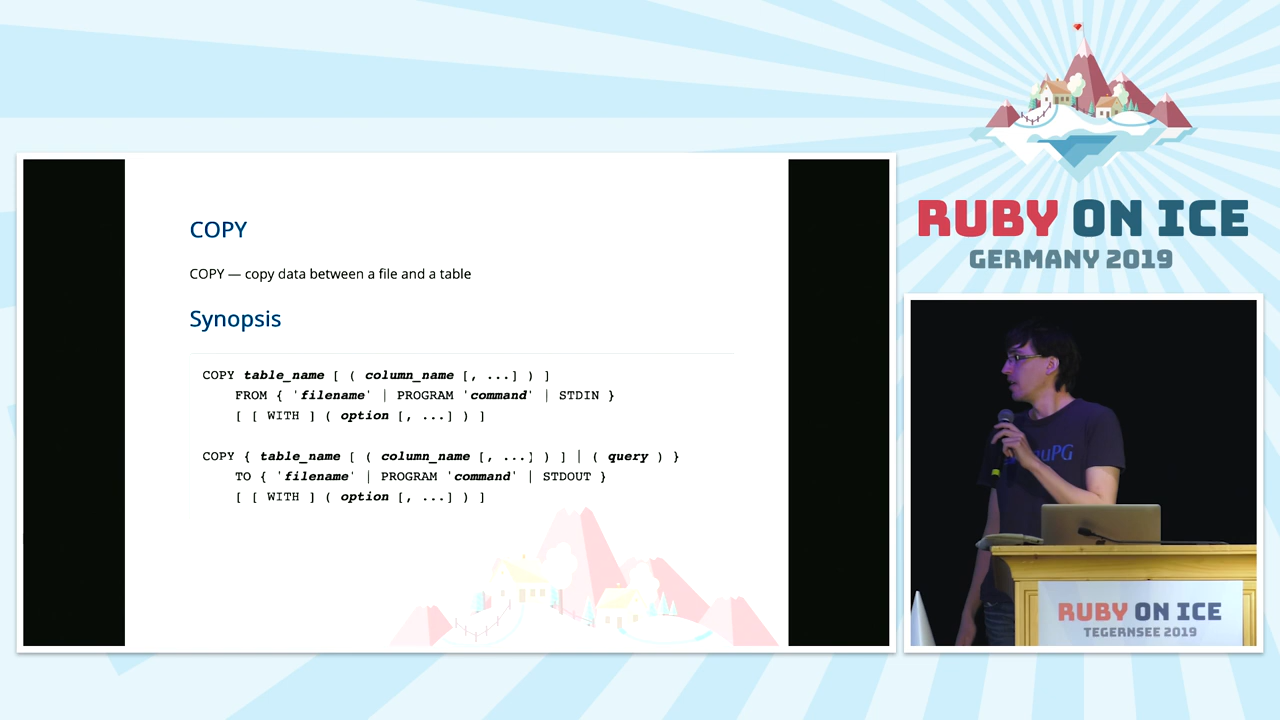 COPY
COPY — copy data between a file and a table
Synopsis
COPY table_name [ ( column_name [, ...] ) ]
    FROM { 'filename' | PROGRAM 'command' | STDIN }
    [ [ WITH ] ( option [, ...] ) ]
COPY { table_name [ ( column_name [, ...] ) ] | ( query ) }
    TO { 'filename' | PROGRAM 'command' | STDOUT }
    [ [ WITH ] ( option [, ...] ) ]
RUBY ON ICE
GERMANY 2019
RUBY ON ICE
TEGERNSEE 2019